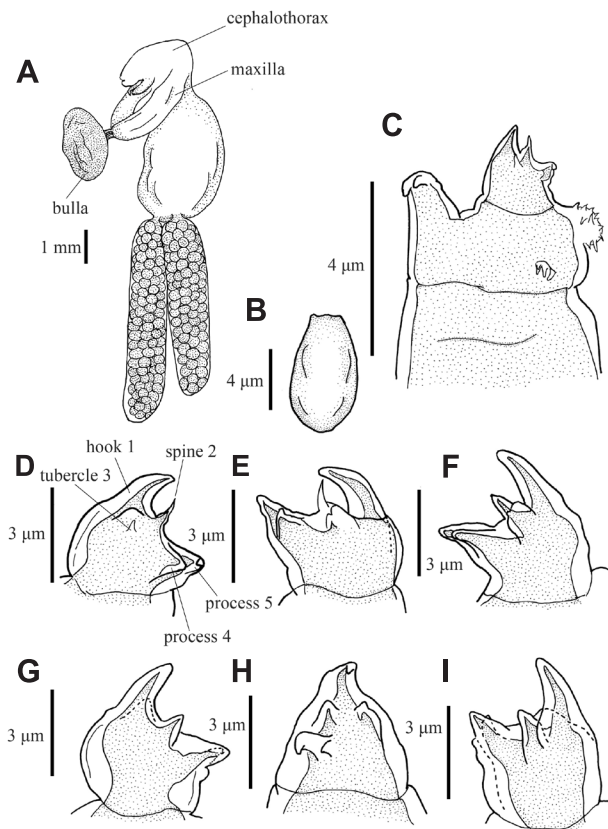 cephalothorax
A
maxilla
C
bulla
1 mm
4 µm
B
4 µm
D
hook 1
spine 2
E
F
tubercle 3
3 µm
3 µm
3 µm
process 5
process 4
G
H
I
3 µm
3 µm
3 µm